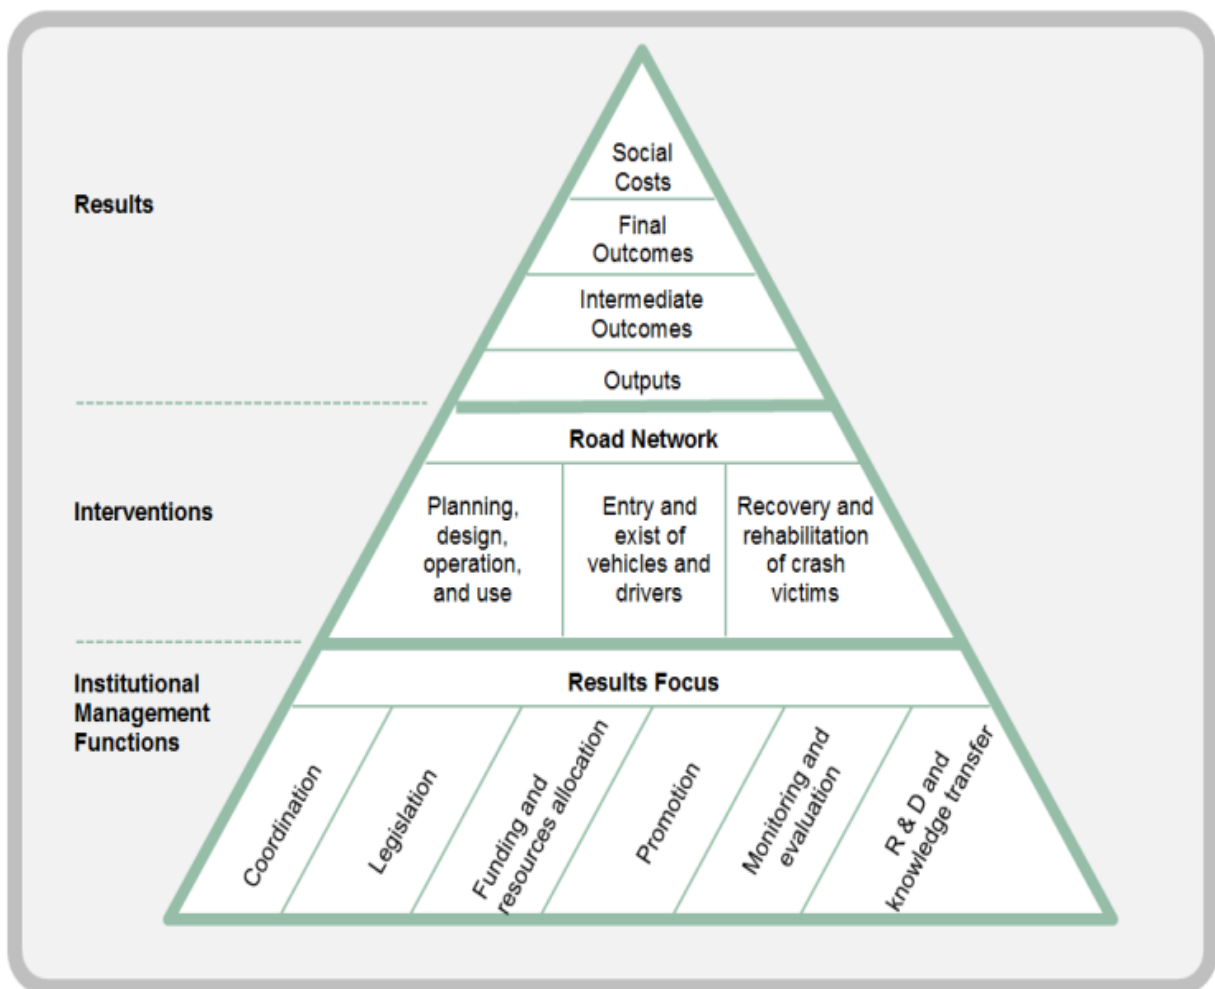 Social
Costs
Results
Final
Outcomes
Intermediate
Outcomes
Outputs
Road Network
Interventions
Planning,
design,
operation,
and use
Entry and
exist of
vehicles and
drivers
Recovery and
rehabilitation
of crash
victims
Institutional
Management
Functions
Results Focus
Coordination
Legislation
Funding and
resources allocation
Promotion
Monitoring and
evaluation
R & D and
knowledge transfer